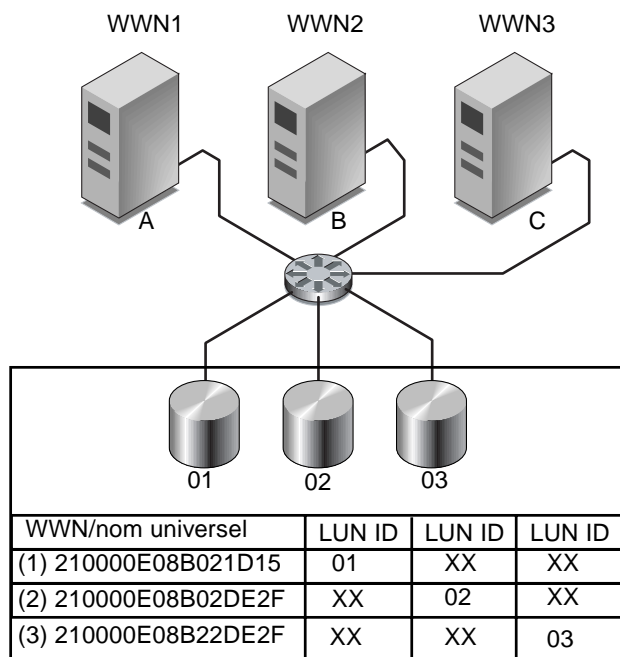 WWN1 WWN2 WWN3
A B C
01 02 03
WWN/nom universel LUN ID LUN ID LUN ID
(1) 210000E08B021D15 01 XX XX
(2) 210000E08B02DE2F XX 02 XX
(3) 210000E08B22DE2F XX XX 03